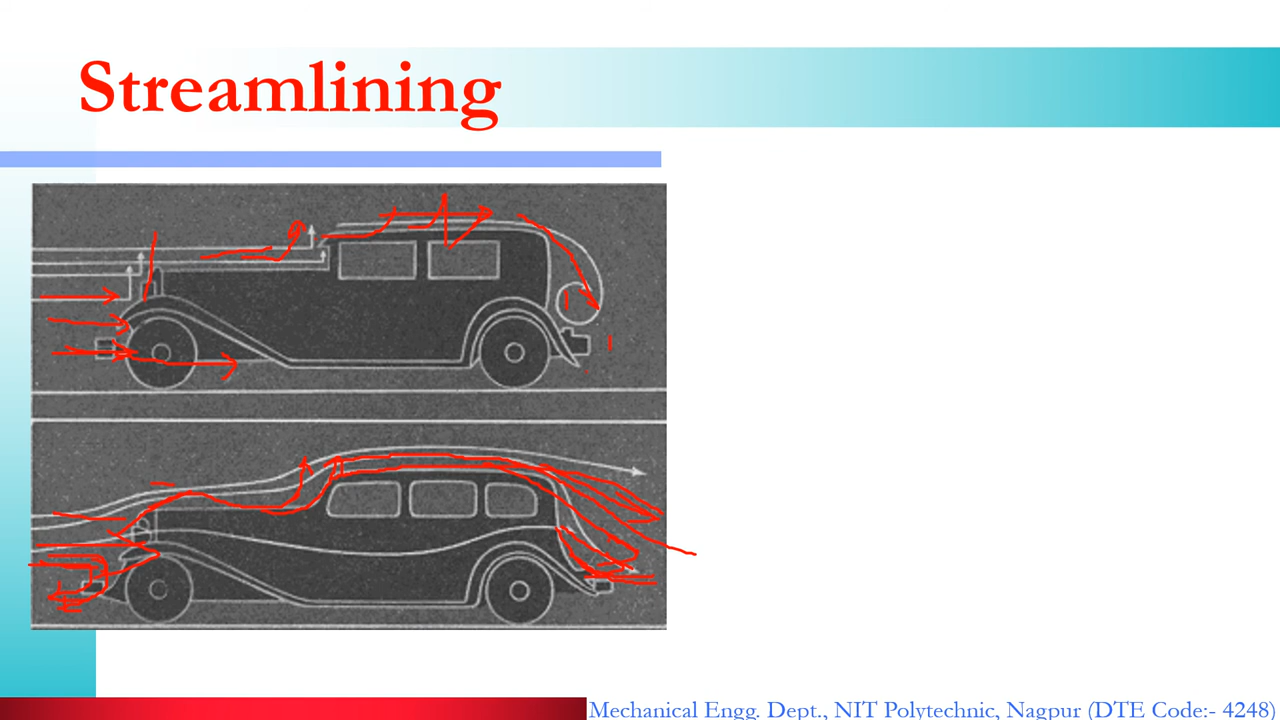 Streamlining
Mechanical Engg. Dept., NIT Polytechnic, Nagpur (DTE Code:- 4248)